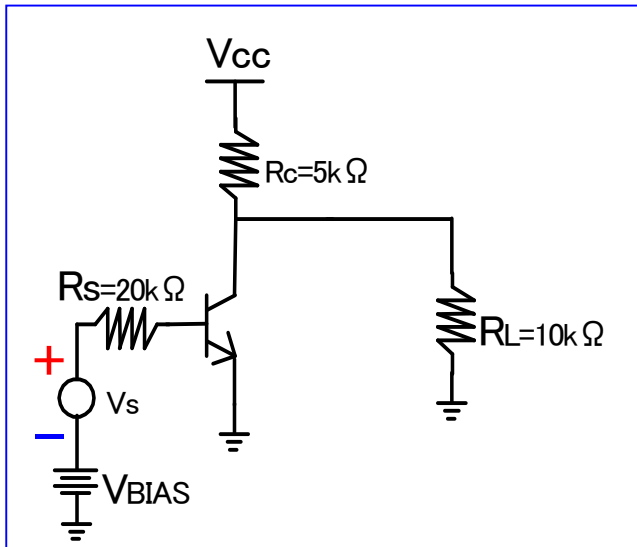 Vcc
Rc=5kΩ
Rs=20kΩ
RL=10kΩ
+
Vs
−
VBIAS